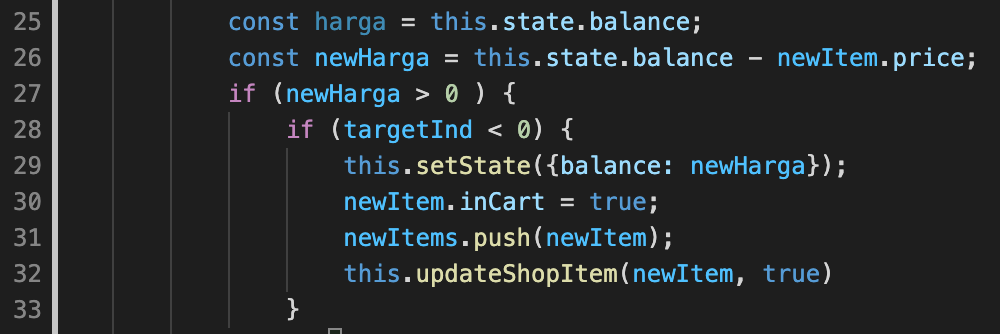 25 const harga = this.state.balance;
26 const newHarga = this.state.balance - newItem.price;
27 if (newHarga > 0 ) {
28 if (targetInd < 0) {
29 this.setState({balance: newHarga});
30 newItem.inCart = true;
31 newItems.push(newItem);
32 this.updateShopItem(newItem, true)
33 }